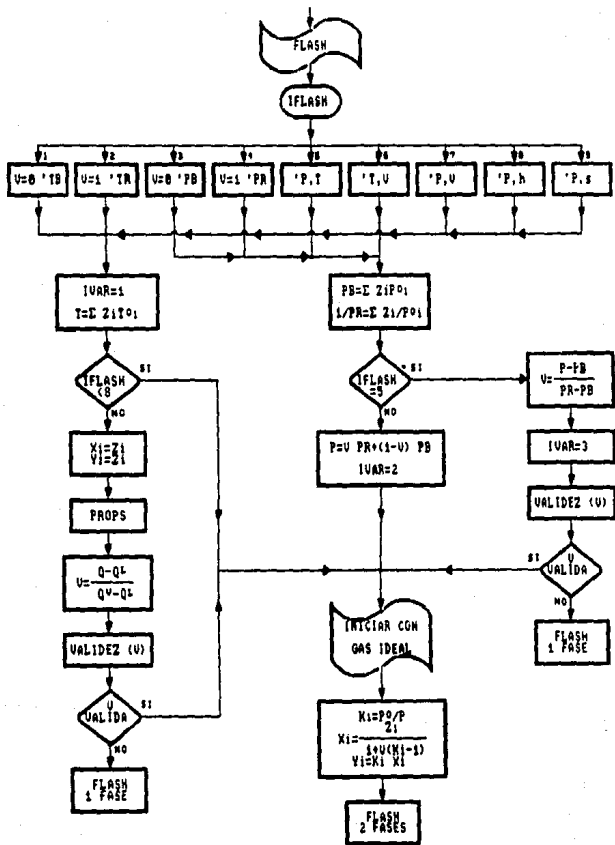 FLASH
IFLASH
1 2 3 4 5 6 7 8 9
V=0 'TB
V=1 'TR
V=0 'PB
V=1 'PR
'P,T
'T,V
'P,V
'P,h
'P,s
IVAR=1
T=Σ ZiTOi
PB=Σ ZiPOi
1/PR=Σ Zi/POi
IFLASH
<8
SI
NO
IFLASH
=5
SI
NO
V= P-PB
PR-PB
Xi=Zi
Yi=Zi
P=V PR+(1-V) PB
IVAR=2
IVAR=3
PROPS
VALIDEZ (V)
V= Q-QL
QV-QL
V
VALIDA
SI
NO
VALIDEZ (V)
INICIAR CON
GAS IDEAL
FLASH
1 FASE
V
VALIDA
SI
NO
Ki=PO/P
Xi= Zi
1+V(Ki-1)
Yi=Ki Xi
FLASH
1 FASE
FLASH
2 FASES